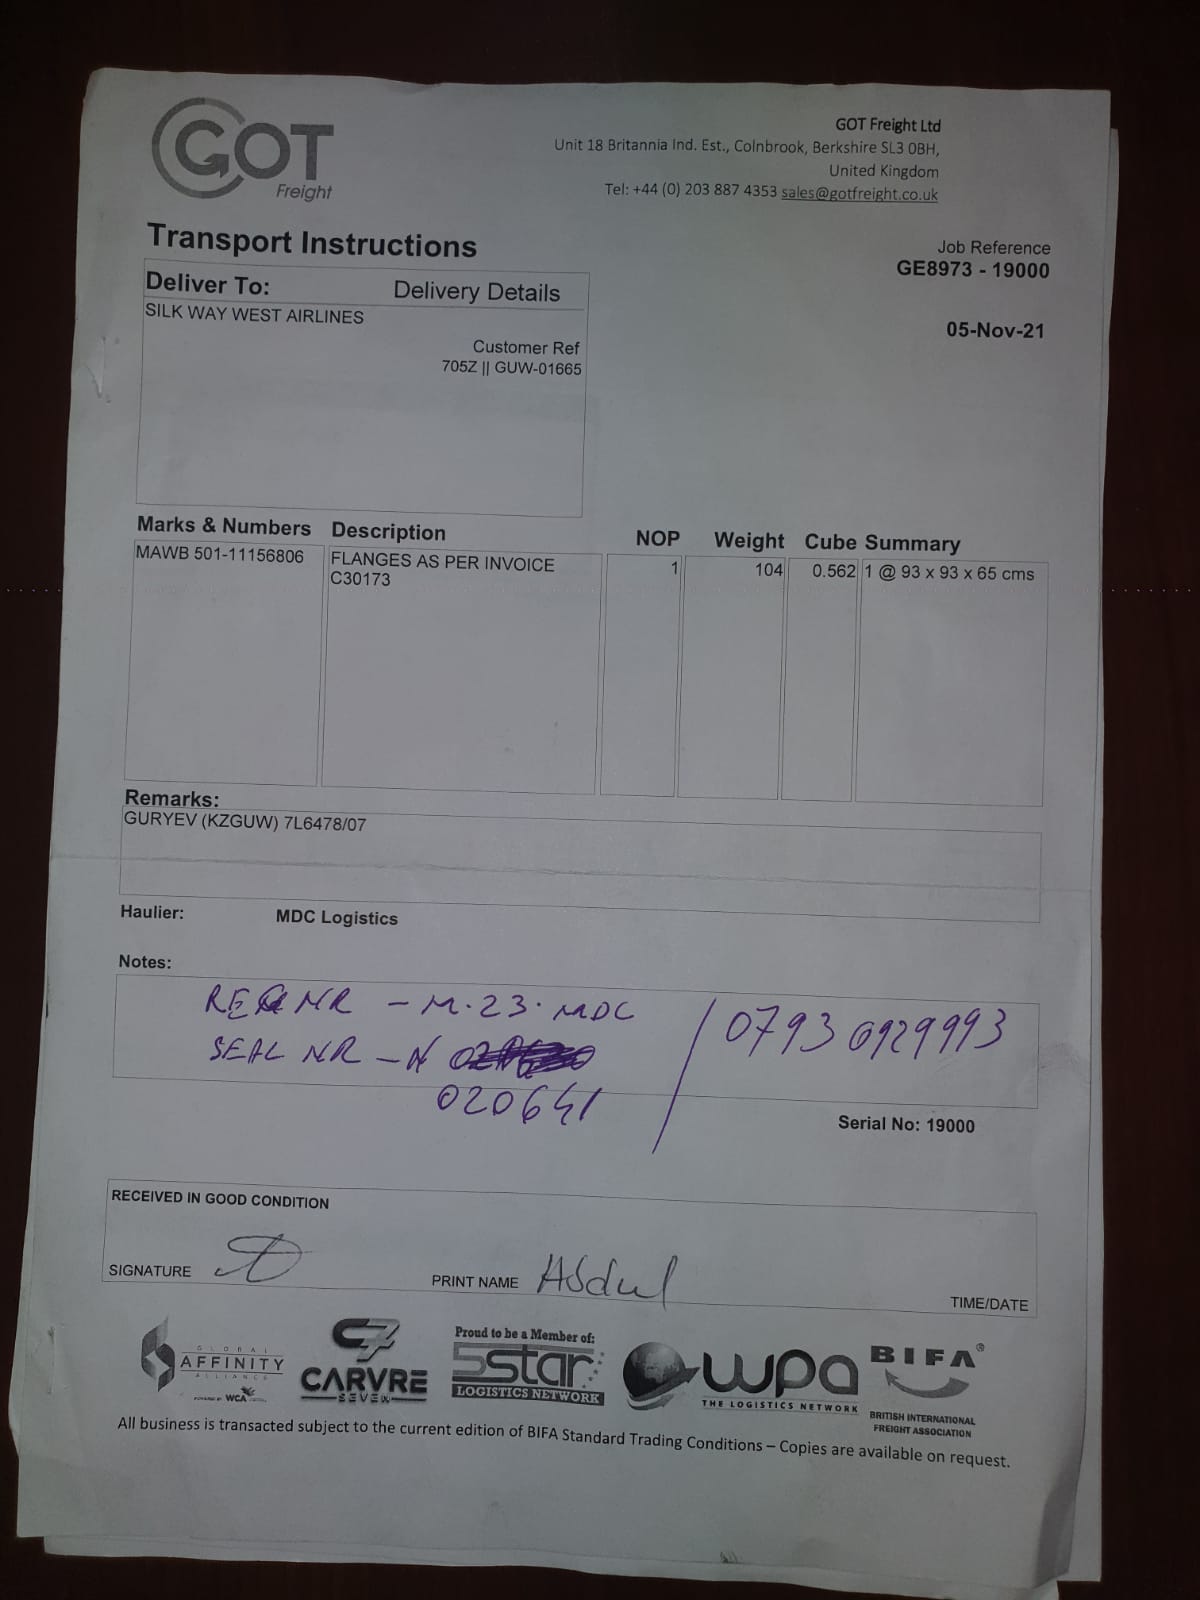 GOT
Freight
GOT Freight Ltd
Unit 18 Britannia Ind. Est., Colnbrook, Berkshire SL3 0BH,
United Kingdom
Tel: +44 (0) 203 887 4353 sales@gotfreight.co.uk
Transport Instructions
Job Reference
GE8973 - 19000
05-Nov-21
Deliver To: Delivery Details
SILK WAY WEST AIRLINES
Customer Ref
705Z || GUW-01665
Marks & Numbers Description NOP Weight Cube Summary
MAWB 501-11156806 FLANGES AS PER INVOICE 1 104 0.562 1 @ 93 x 93 x 65 cms
C30173
Remarks:
GURYEV (KZGUW) 7L6478/07
Haulier: MDC Logistics
Notes:
REG NR - M.23.MDC / 0793 6929993
SEAL NR - N
020641
Serial No: 19000
RECEIVED IN GOOD CONDITION
SIGNATURE PRINT NAME Abdul TIME/DATE
GLOBAL
AFFINITY
ALLIANCE
POWERED BY WCA
C7
CARVRE
SEVEN
Proud to be a Member of:
5star
LOGISTICS NETWORK
wpa
THE LOGISTICS NETWORK
BIFA®
BRITISH INTERNATIONAL
FREIGHT ASSOCIATION
All business is transacted subject to the current edition of BIFA Standard Trading Conditions – Copies are available on request.